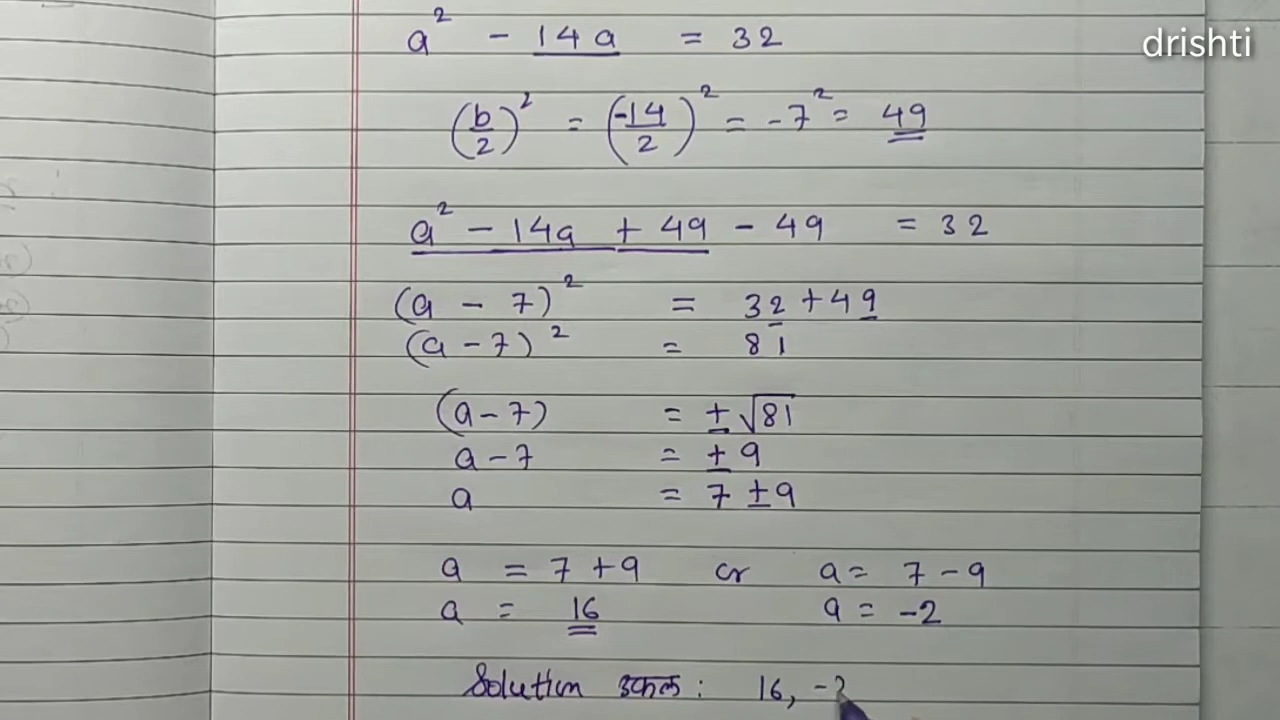 drishti
a² - 14a = 32
(b/2)² = (-14/2)² = -7² = 49
a² - 14a + 49 - 49 = 32
(a - 7)² = 32 + 49
(a - 7)² = 81
(a - 7) = ± √81
a - 7 = ± 9
a = 7 ± 9
a = 7 + 9 or a = 7 - 9
a = 16 a = -2
Solution उकल : 16, -2